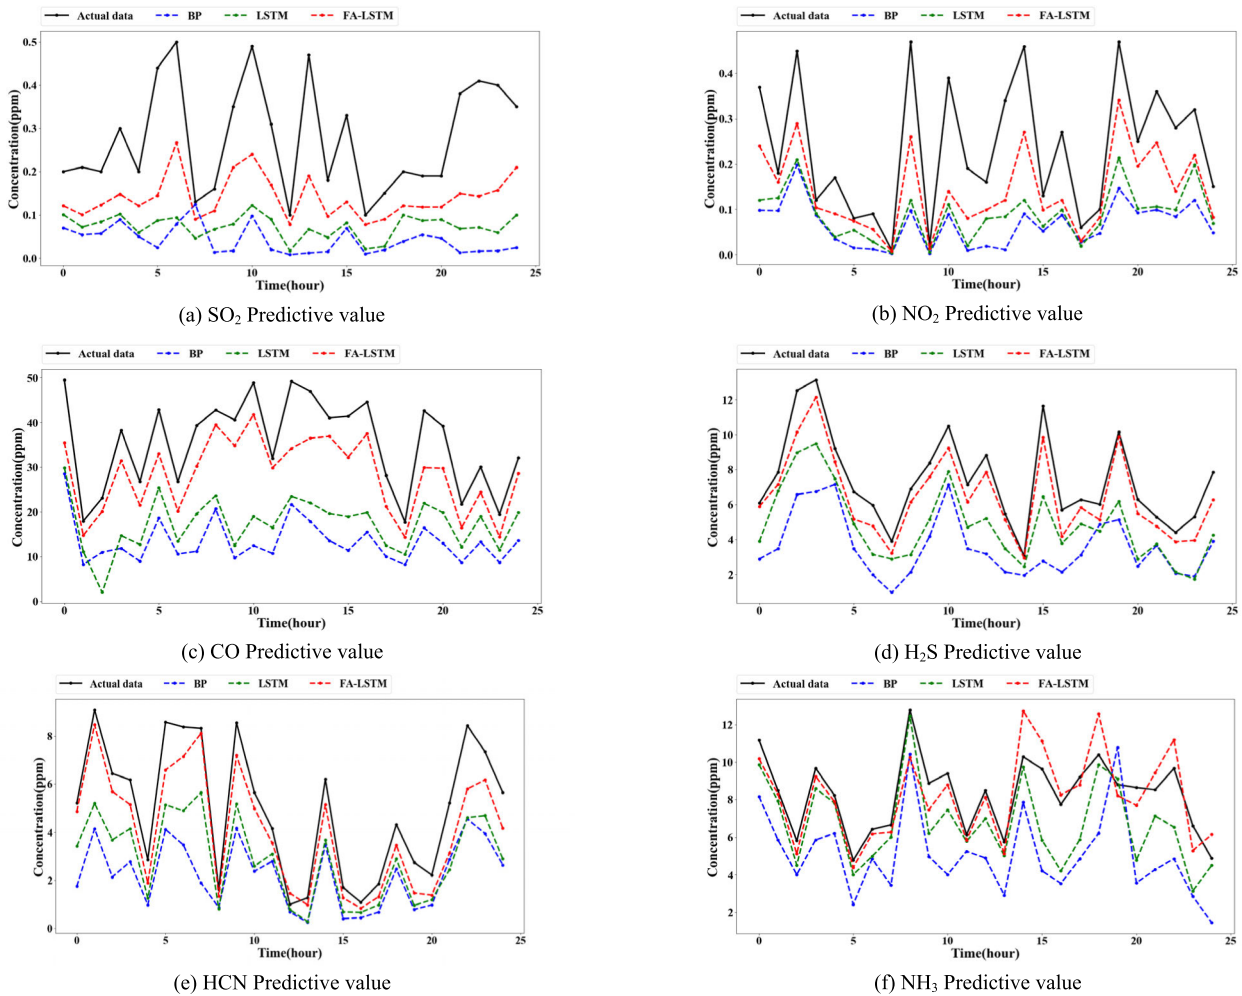 Actual data BP LSTM FA-LSTM
0.5
0.4
0.3
0.2
0.1
0.0
Concentration(ppm)
0 5 10 15 20 25
Time(hour)
(a) SO₂ Predictive value
Actual data BP LSTM FA-LSTM
0.4
0.3
0.2
0.1
0.0
Concentration(ppm)
0 5 10 15 20 25
Time(hour)
(b) NO₂ Predictive value
Actual data BP LSTM FA-LSTM
50
40
30
20
10
0
Concentration(ppm)
0 5 10 15 20 25
Time(hour)
(c) CO Predictive value
Actual data BP LSTM FA-LSTM
12
10
8
6
4
2
Concentration(ppm)
0 5 10 15 20 25
Time(hour)
(d) H₂S Predictive value
Actual data BP LSTM FA-LSTM
8
6
4
2
0
Concentration(ppm)
0 5 10 15 20 25
Time(hour)
(e) HCN Predictive value
Actual data BP LSTM FA-LSTM
12
10
8
6
4
2
Concentration(ppm)
0 5 10 15 20 25
Time(hour)
(f) NH₃ Predictive value